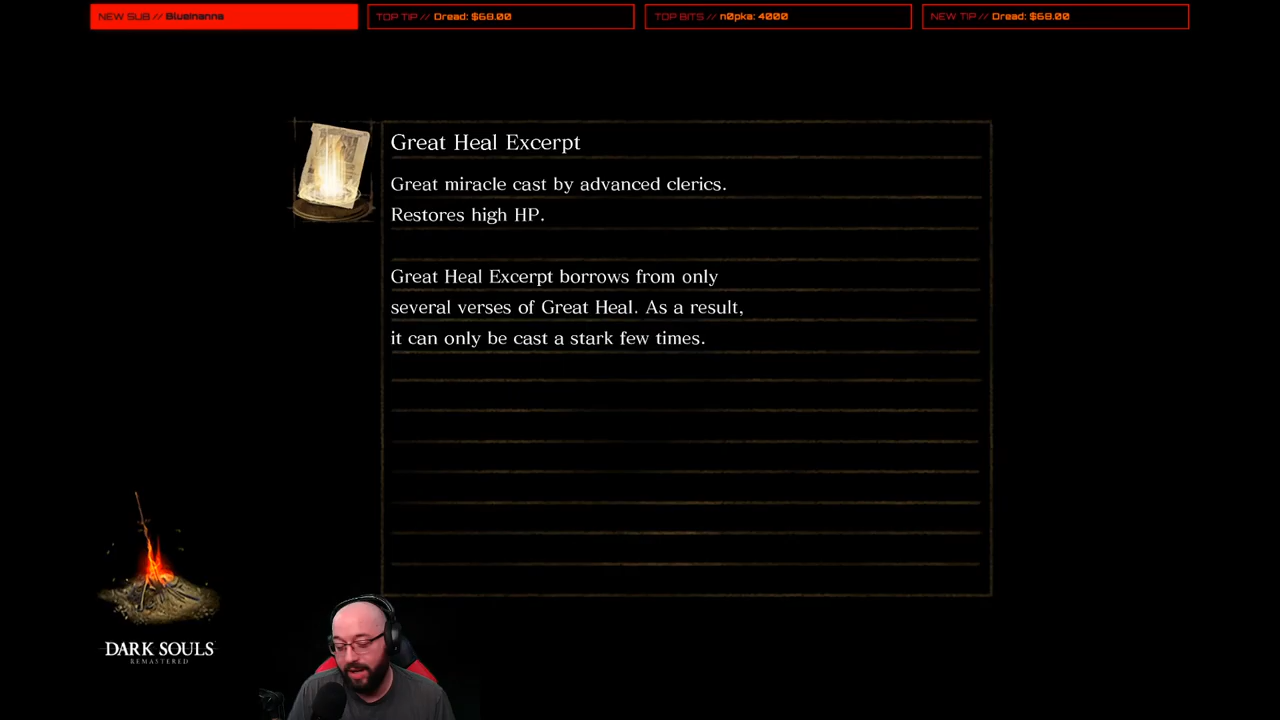 NEW SUB // Blueinanna
TOP TIP // Dread: $68.00
TOP BITS // n0pka: 4000
NEW TIP // Dread: $68.00
Great Heal Excerpt
Great miracle cast by advanced clerics.
Restores high HP.
Great Heal Excerpt borrows from only
several verses of Great Heal. As a result,
it can only be cast a stark few times.
DARK SOULS
REMASTERED